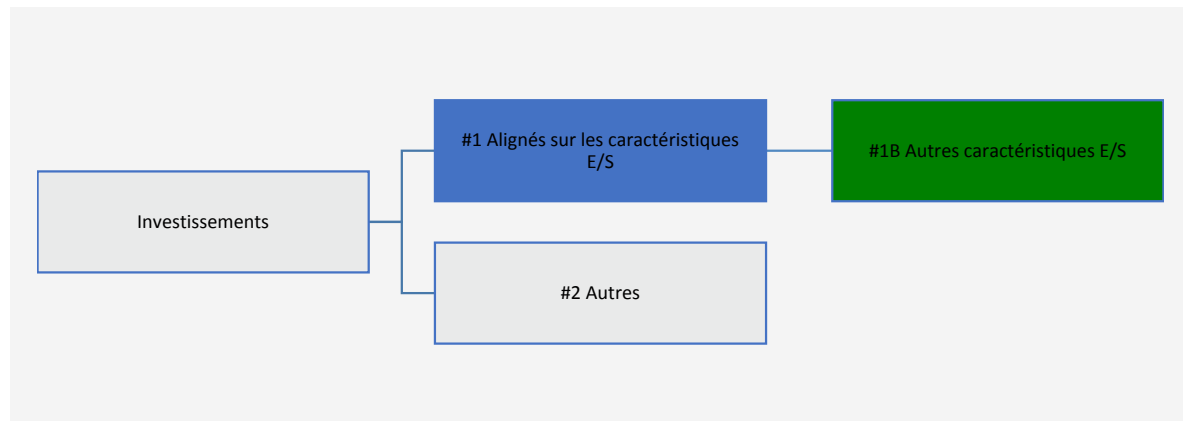 #1 Alignés sur les caractéristiques
E/S
#1B Autres caractéristiques E/S
Investissements
#2 Autres